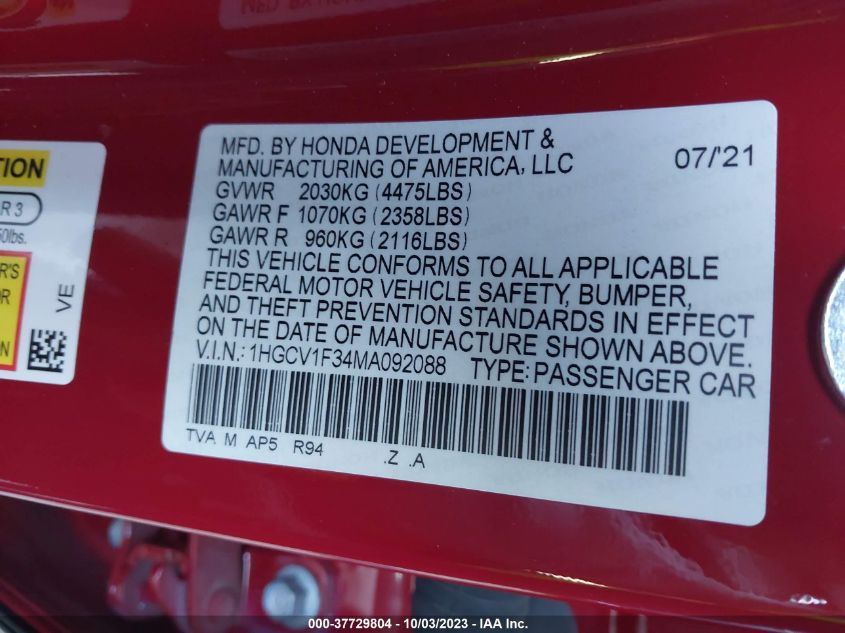 MFD. BY HONDA DEVELOPMENT &
MANUFACTURING OF AMERICA, LLC 07/'21
GVWR 2030KG (4475LBS)
GAWR F 1070KG (2358LBS)
GAWR R 960KG (2116LBS)
THIS VEHICLE CONFORMS TO ALL APPLICABLE
FEDERAL MOTOR VEHICLE SAFETY, BUMPER,
AND THEFT PREVENTION STANDARDS IN EFFECT
ON THE DATE OF MANUFACTURE SHOWN ABOVE.
V.I.N.: 1HGCV1F34MA092088 TYPE: PASSENGER CAR
TVA M AP5 R94 .Z .A
R 3
VE
000-37729804 - 10/03/2023 - IAA Inc.